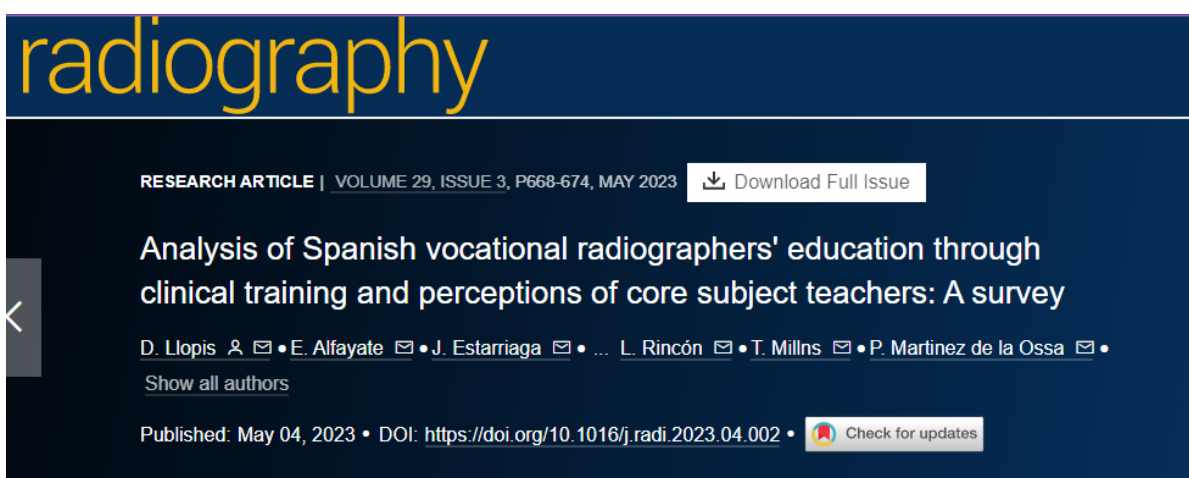 radiography
RESEARCH ARTICLE | VOLUME 29, ISSUE 3, P668-674, MAY 2023 Download Full Issue
Analysis of Spanish vocational radiographers' education through
clinical training and perceptions of core subject teachers: A survey
D. Llopis • E. Alfayate • J. Estarriaga • ... L. Rincón • T. Millns • P. Martinez de la Ossa •
Show all authors
Published: May 04, 2023 • DOI: https://doi.org/10.1016/j.radi.2023.04.002 • Check for updates